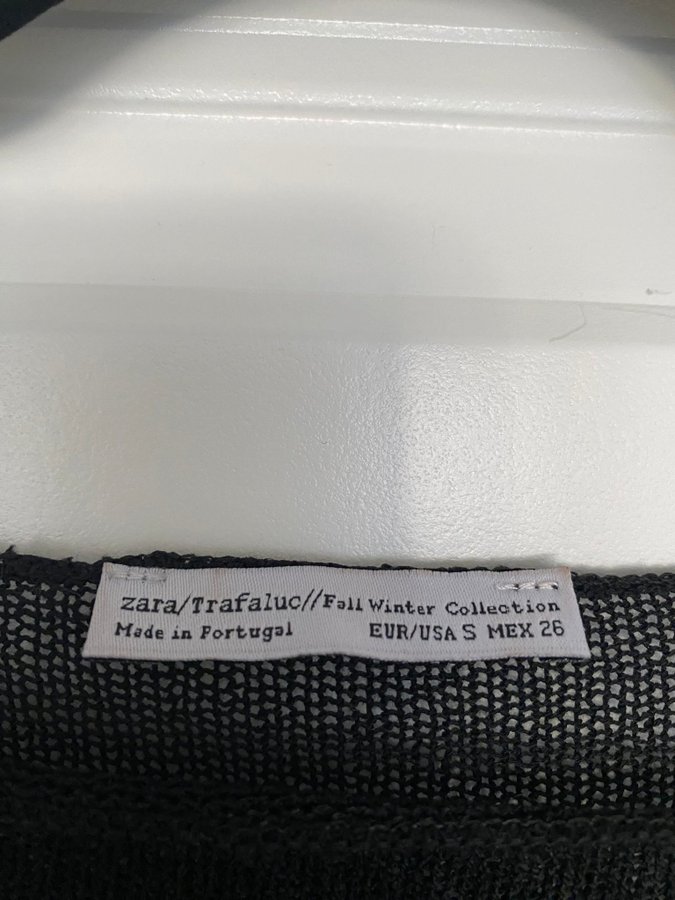 zara/Trafaluc//Fall Winter Collection
Made in Portugal EUR/USA S MEX 26